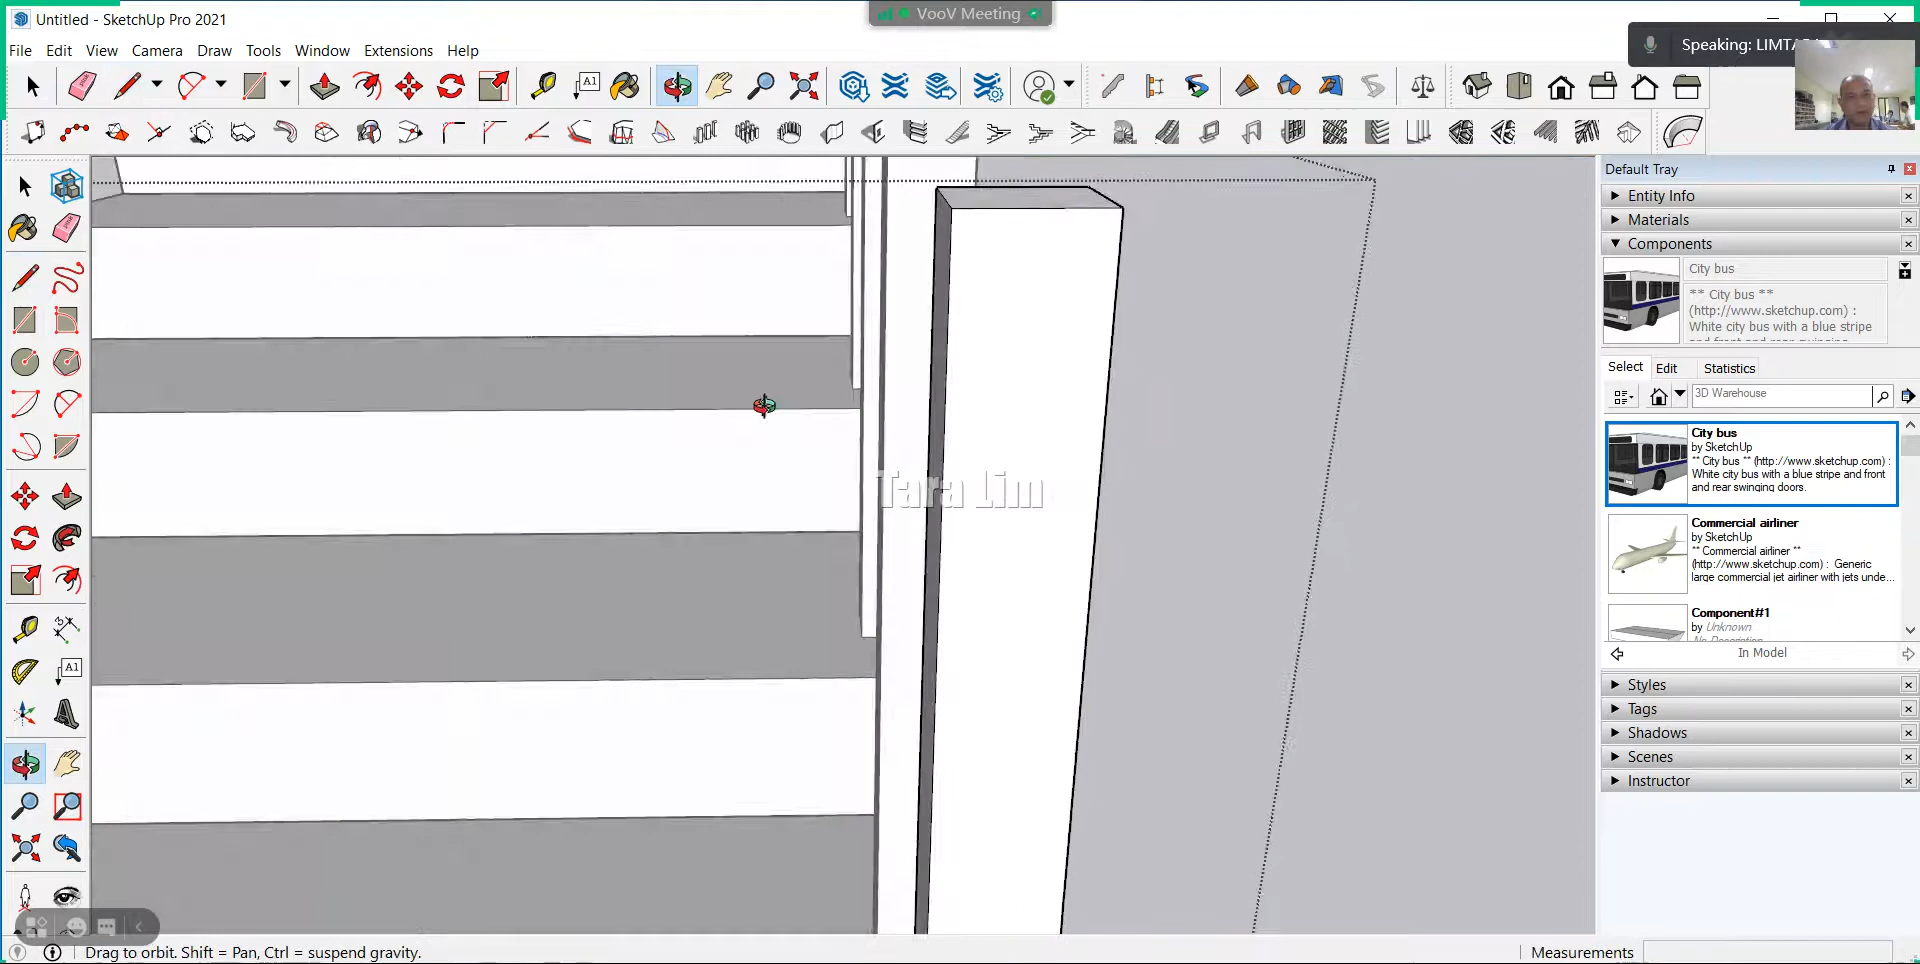 Untitled - SketchUp Pro 2021
VooV Meeting
File Edit View Camera Draw Tools Window Extensions Help
Speaking:
A1
Default Tray
Entity Info
Materials
Components
City bus
** City bus **
(http://www.sketchup.com) :
White city bus with a blue stripe
Select Edit Statistics
3D Warehouse
City bus
by SketchUp
** City bus ** (http://www.sketchup.com) :
White city bus with a blue stripe and front
and rear swinging doors.
Commercial airliner
by SketchUp
** Commercial airliner **
(http://www.sketchup.com) : Generic
large commercial jet airliner with jets unde...
Component#1
by Unknown
In Model
Styles
Tags
Shadows
Scenes
Instructor
A1
Tara Lim
Drag to orbit. Shift = Pan, Ctrl = suspend gravity.
Measurements